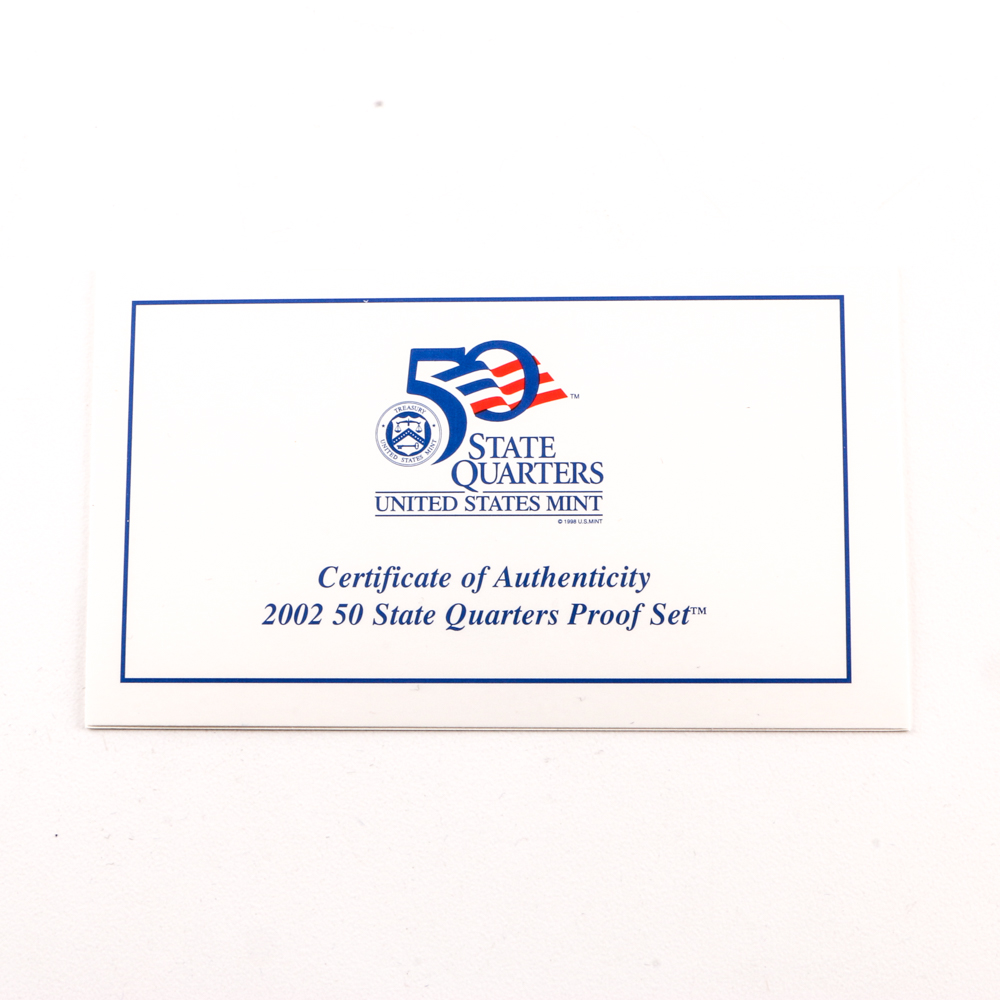 50
TM
TREASURY
UNITED STATES MINT
STATE
QUARTERS
UNITED STATES MINT
© 1998 U.S.MINT
Certificate of Authenticity
2002 50 State Quarters Proof Set™